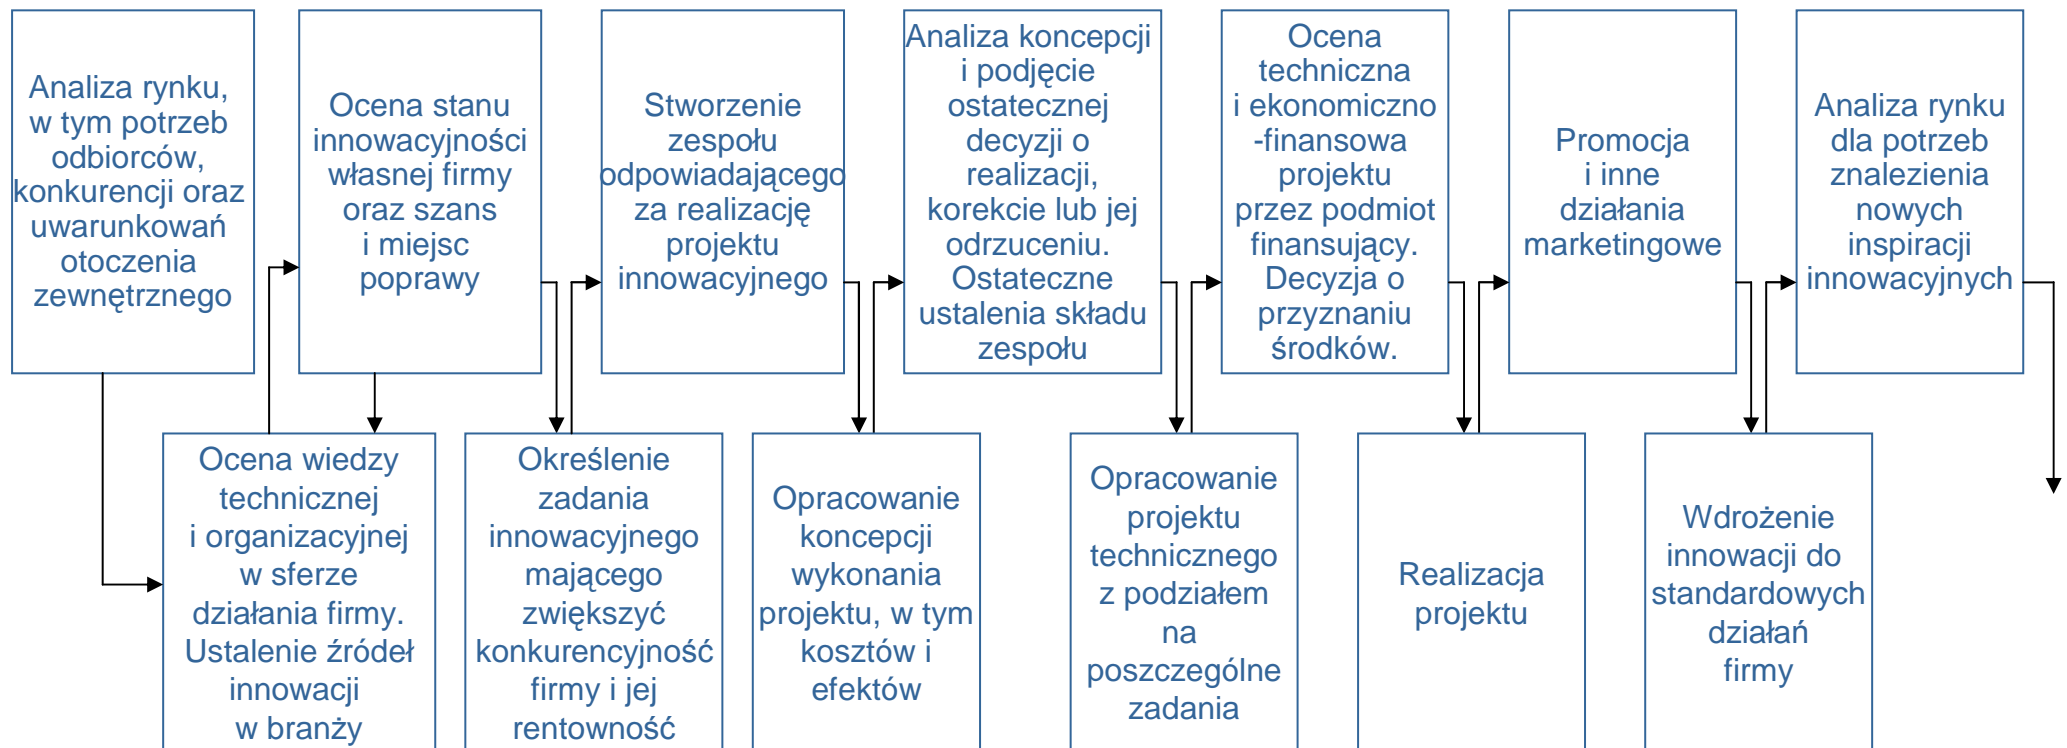 Analiza rynku,
w tym potrzeb
odbiorców,
konkurencji oraz
uwarunkowań
otoczenia
zewnętrznego
Ocena wiedzy
technicznej
i organizacyjnej
w sferze
działania firmy.
Ustalenie źródeł
innowacji
w branży
Ocena stanu
innowacyjności
własnej firmy
oraz szans
i miejsc
poprawy
Określenie
zadania
innowacyjnego
mającego
zwiększyć
konkurencyjność
firmy i jej
rentowność
Stworzenie
zespołu
odpowiadającego
za realizację
projektu
innowacyjnego
Opracowanie
koncepcji
wykonania
projektu, w tym
kosztów i
efektów
Analiza koncepcji
i podjęcie
ostatecznej
decyzji o
realizacji,
korekcie lub jej
odrzuceniu.
Ostateczne
ustalenia składu
zespołu
Opracowanie
projektu
technicznego
z podziałem
na
poszczególne
zadania
Ocena
techniczna
i ekonomiczno
-finansowa
projektu
przez podmiot
finansujący.
Decyzja o
przyznaniu
środków.
Realizacja
projektu
Promocja
i inne
działania
marketingowe
Wdrożenie
innowacji do
standardowych
działań
firmy
Analiza rynku
dla potrzeb
znalezienia
nowych
inspiracji
innowacyjnych